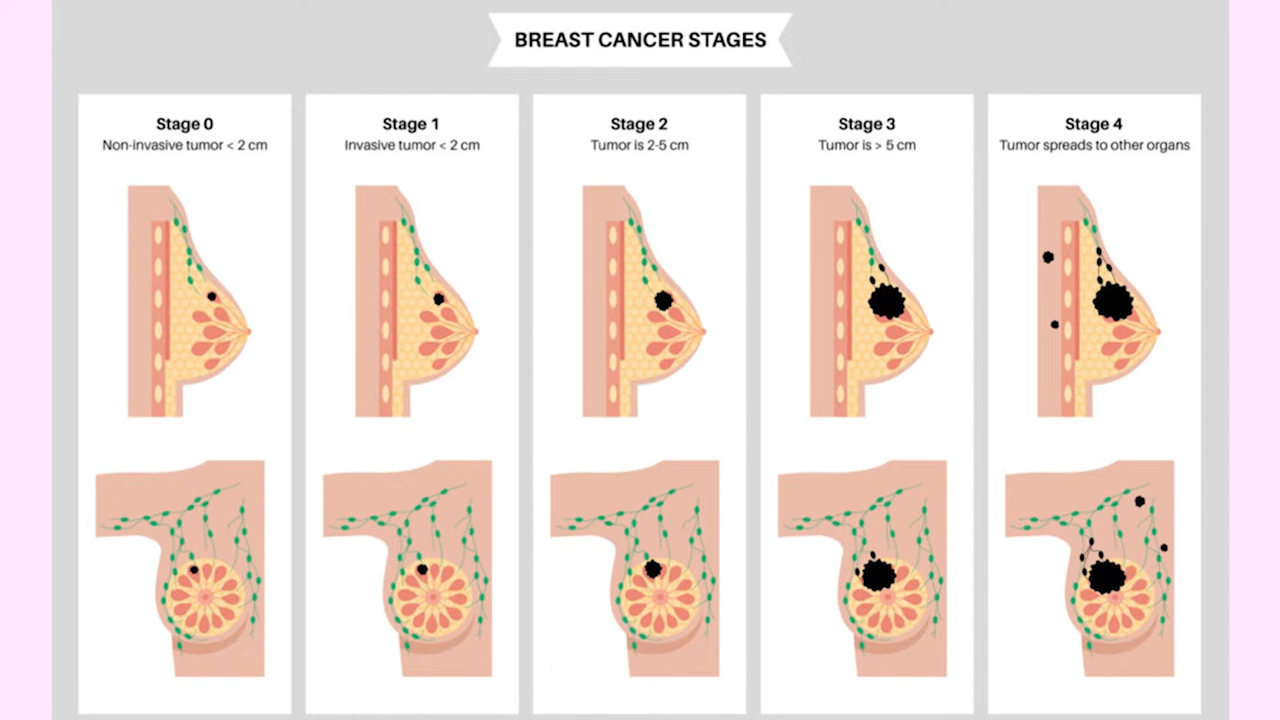 BREAST CANCER STAGES
Stage 0
Non-invasive tumor < 2 cm
Stage 1
Invasive tumor < 2 cm
Stage 2
Tumor is 2-5 cm
Stage 3
Tumor is > 5 cm
Stage 4
Tumor spreads to other organs